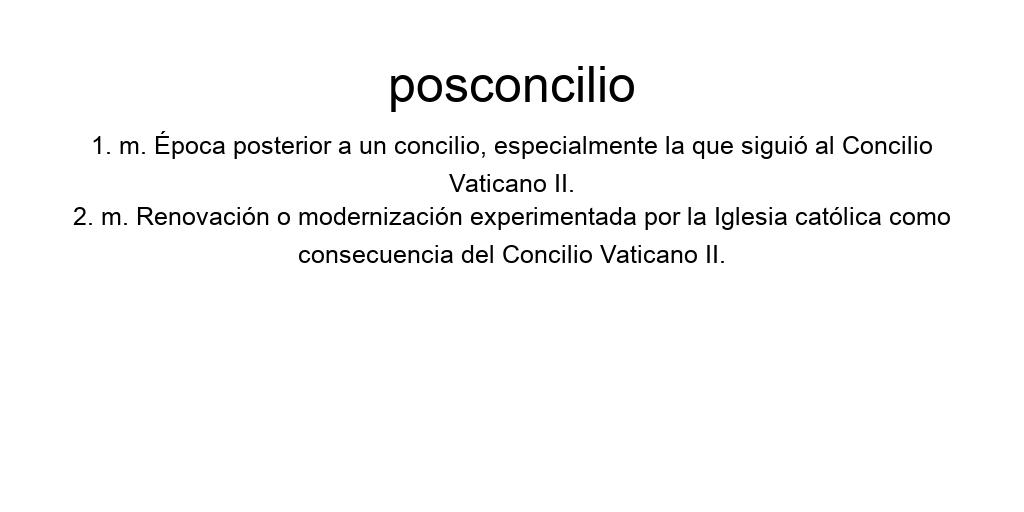 posconcilio
1. m. Época posterior a un concilio, especialmente la que siguió al Concilio
Vaticano II.
2. m. Renovación o modernización experimentada por la Iglesia católica como
consecuencia del Concilio Vaticano II.